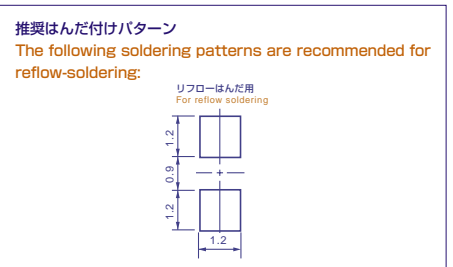 推奨はんだ付けパターン
The following soldering patterns are recommended for
reflow-soldering:
リフローはんだ用
For reflow soldering
1.2
0.9
1.2
1.2